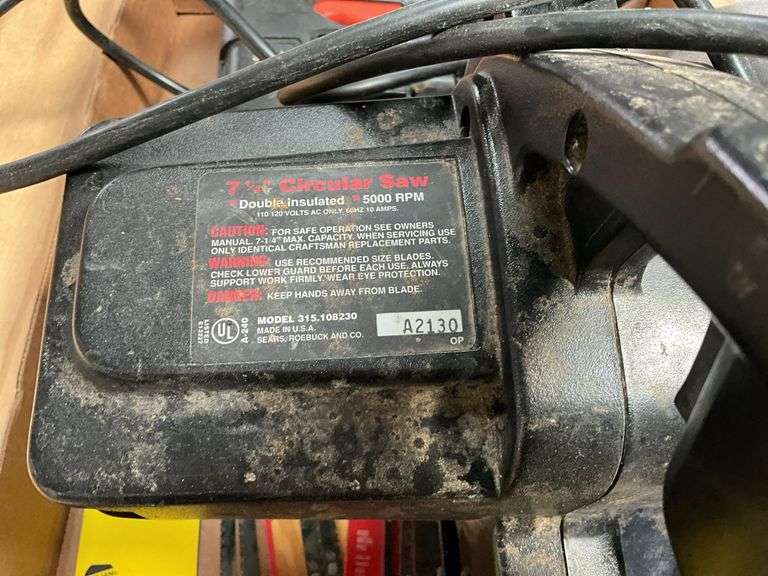 7 ¼" Circular Saw
Double insulated 5000 RPM
110-120 VOLTS AC ONLY, 60HZ 10 AMPS.
CAUTION: FOR SAFE OPERATION SEE OWNERS
MANUAL. 7-1/4" MAX. CAPACITY. WHEN SERVICING USE
ONLY IDENTICAL CRAFTSMAN REPLACEMENT PARTS.
WARNING: USE RECOMMENDED SIZE BLADES.
CHECK LOWER GUARD BEFORE EACH USE. ALWAYS
SUPPORT WORK FIRMLY. WEAR EYE PROTECTION.
DANGER: KEEP HANDS AWAY FROM BLADE.
LISTED
UL
A-240
MODEL 315.108230
MADE IN U.S.A.
SEARS, ROEBUCK AND CO.
A2130
OP